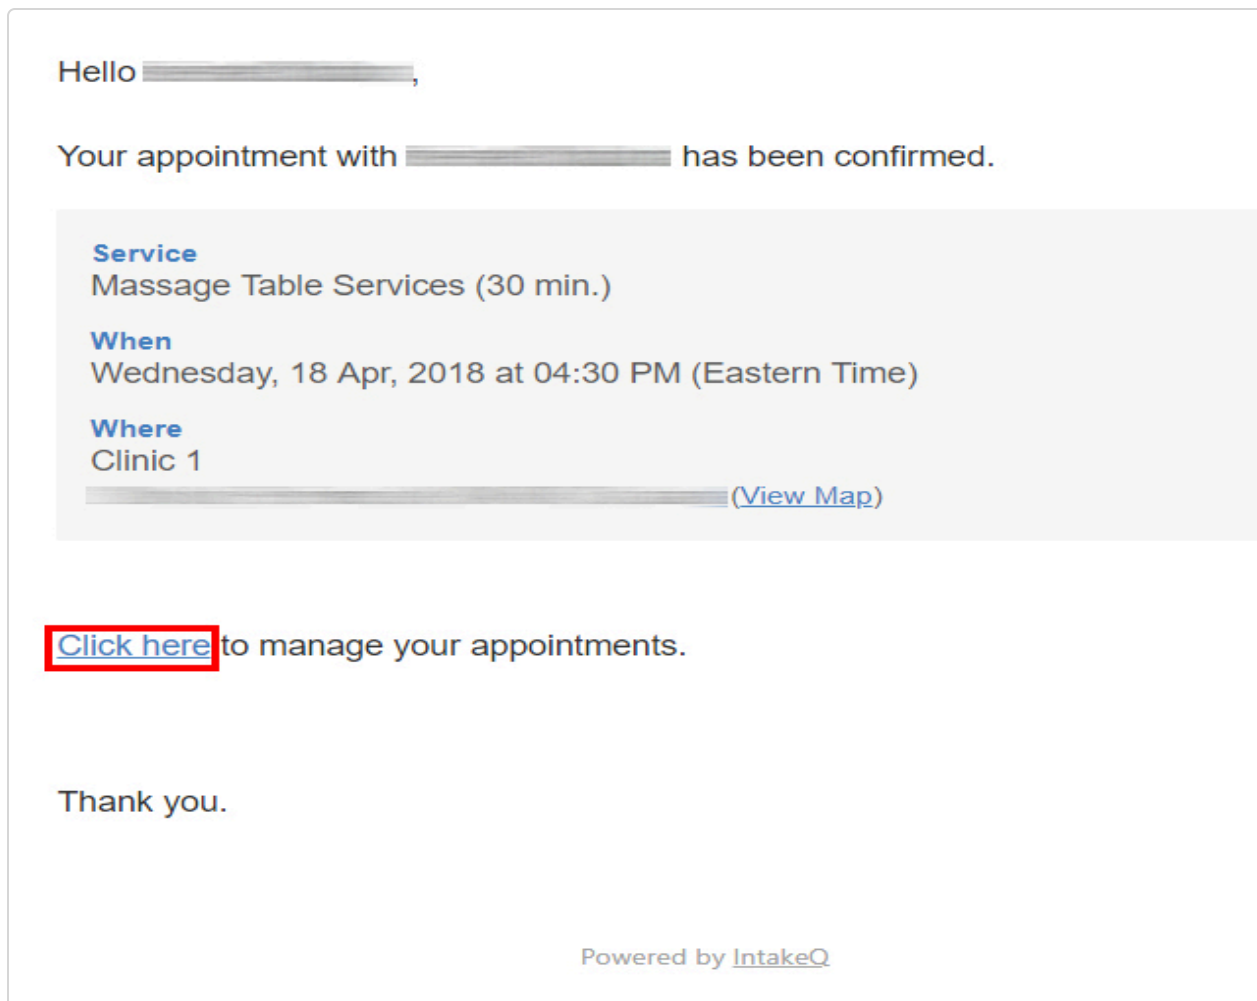 Hello ,
Your appointment with has been confirmed.
Service
Massage Table Services (30 min.)
When
Wednesday, 18 Apr, 2018 at 04:30 PM (Eastern Time)
Where
Clinic 1
(View Map)
Click here to manage your appointments.
Thank you.
Powered by IntakeQ